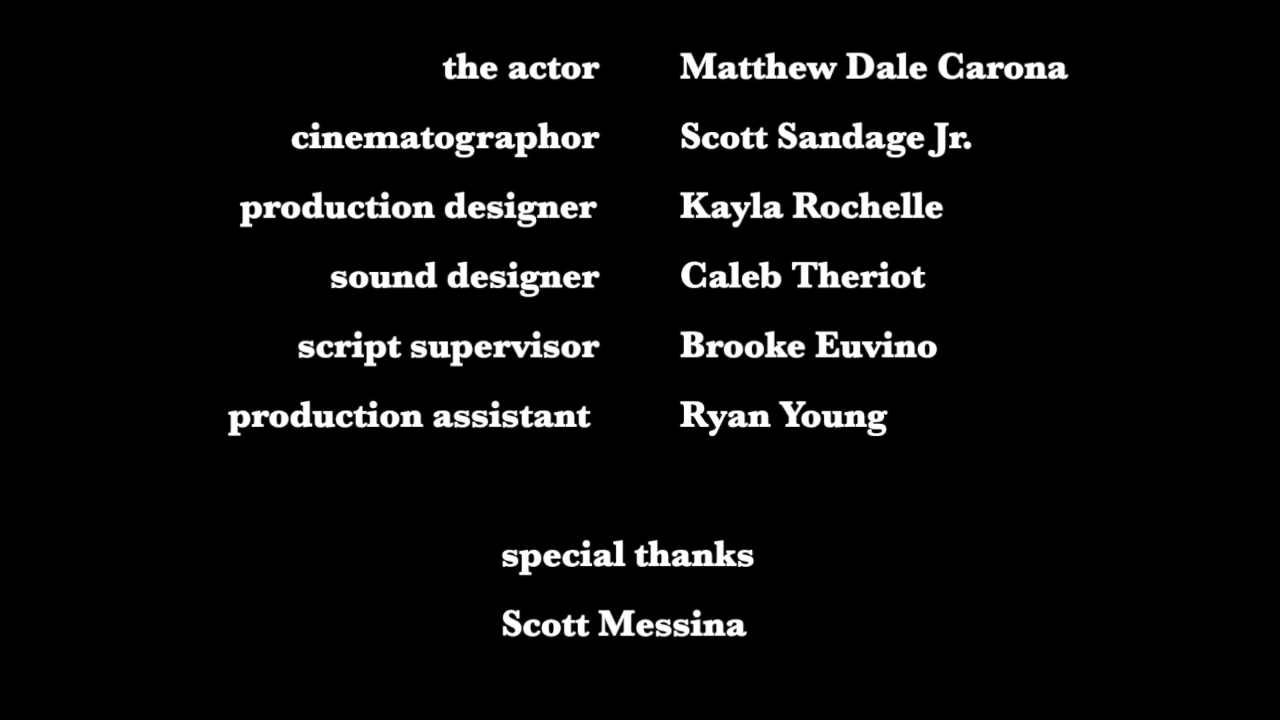 the actor Matthew Dale Carona
cinematographor Scott Sandage Jr.
production designer Kayla Rochelle
sound designer Caleb Theriot
script supervisor Brooke Euvino
production assistant Ryan Young
special thanks
Scott Messina